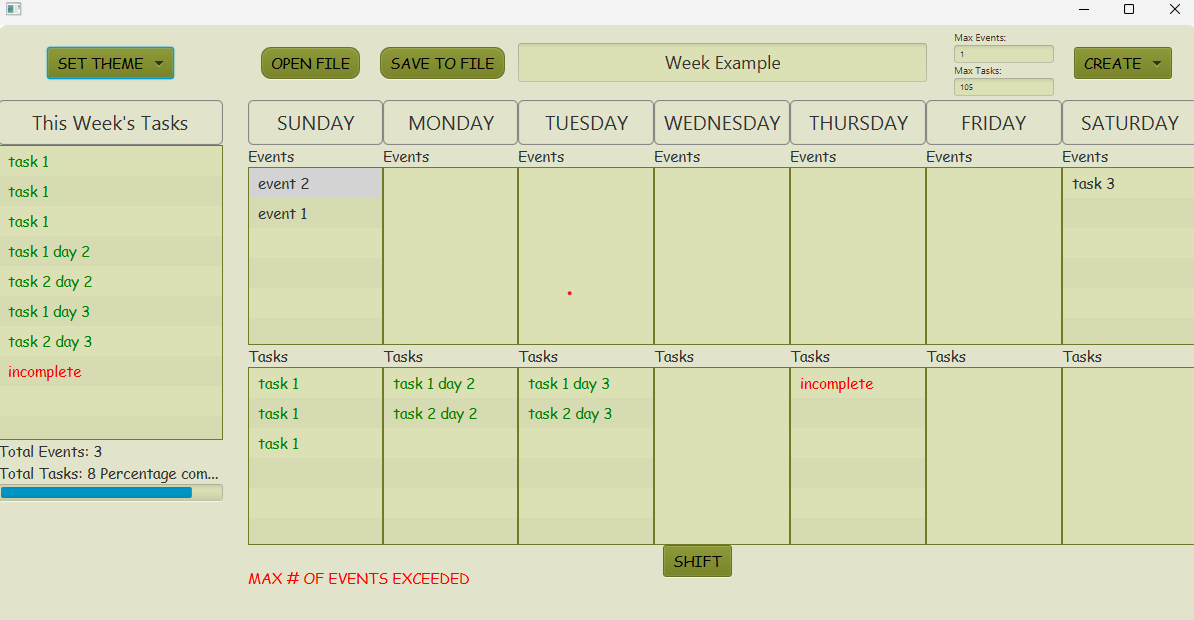 SET THEME
OPEN FILE
SAVE TO FILE
Week Example
Max Events:
1
Max Tasks:
105
CREATE
This Week's Tasks
task 1
task 1
task 1
task 1 day 2
task 2 day 2
task 1 day 3
task 2 day 3
incomplete
Total Events: 3
Total Tasks: 8 Percentage com...
SUNDAY
MONDAY
TUESDAY
WEDNESDAY
THURSDAY
FRIDAY
SATURDAY
Events
Events
Events
Events
Events
Events
Events
event 2
event 1
task 3
Tasks
Tasks
Tasks
Tasks
Tasks
Tasks
Tasks
task 1
task 1
task 1
task 1 day 2
task 2 day 2
task 1 day 3
task 2 day 3
incomplete
SHIFT
MAX # OF EVENTS EXCEEDED